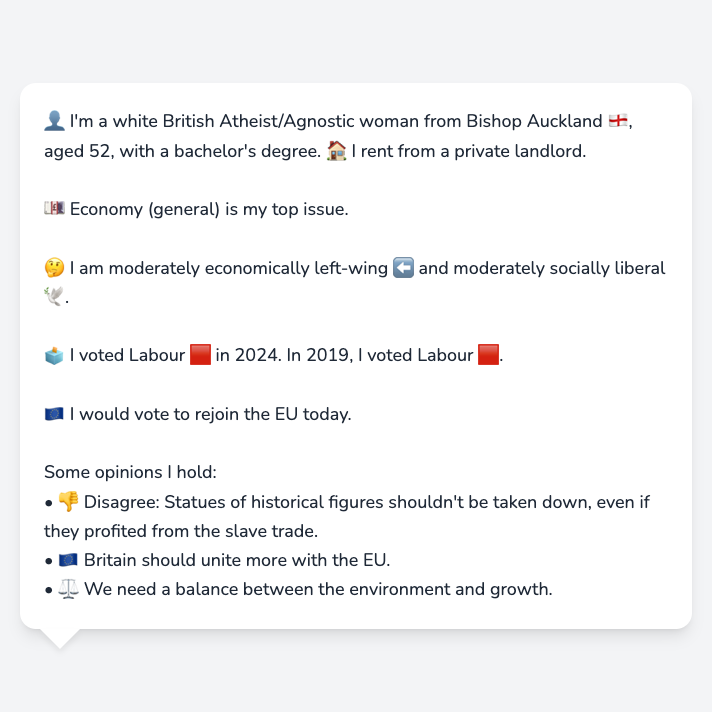 👤 I'm a white British Atheist/Agnostic woman from Bishop Auckland 🏴󠁧󠁢󠁥󠁮󠁧󠁿,
aged 52, with a bachelor's degree. 🏠 I rent from a private landlord.
💷 Economy (general) is my top issue.
🤔 I am moderately economically left-wing ⬅️ and moderately socially liberal
🕊️.
🗳️ I voted Labour 🟥 in 2024. In 2019, I voted Labour 🟥.
🇪🇺 I would vote to rejoin the EU today.
Some opinions I hold:
• 👎 Disagree: Statues of historical figures shouldn't be taken down, even if
they profited from the slave trade.
• 🇪🇺 Britain should unite more with the EU.
• ⚖️ We need a balance between the environment and growth.